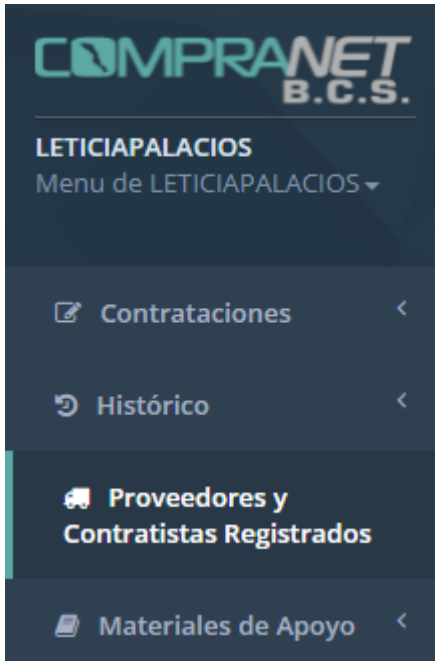 COMPRANET
B.C.S.
LETICIAPALACIOS
Menu de LETICIAPALACIOS
Contrataciones
Histórico
Proveedores y
Contratistas Registrados
Materiales de Apoyo